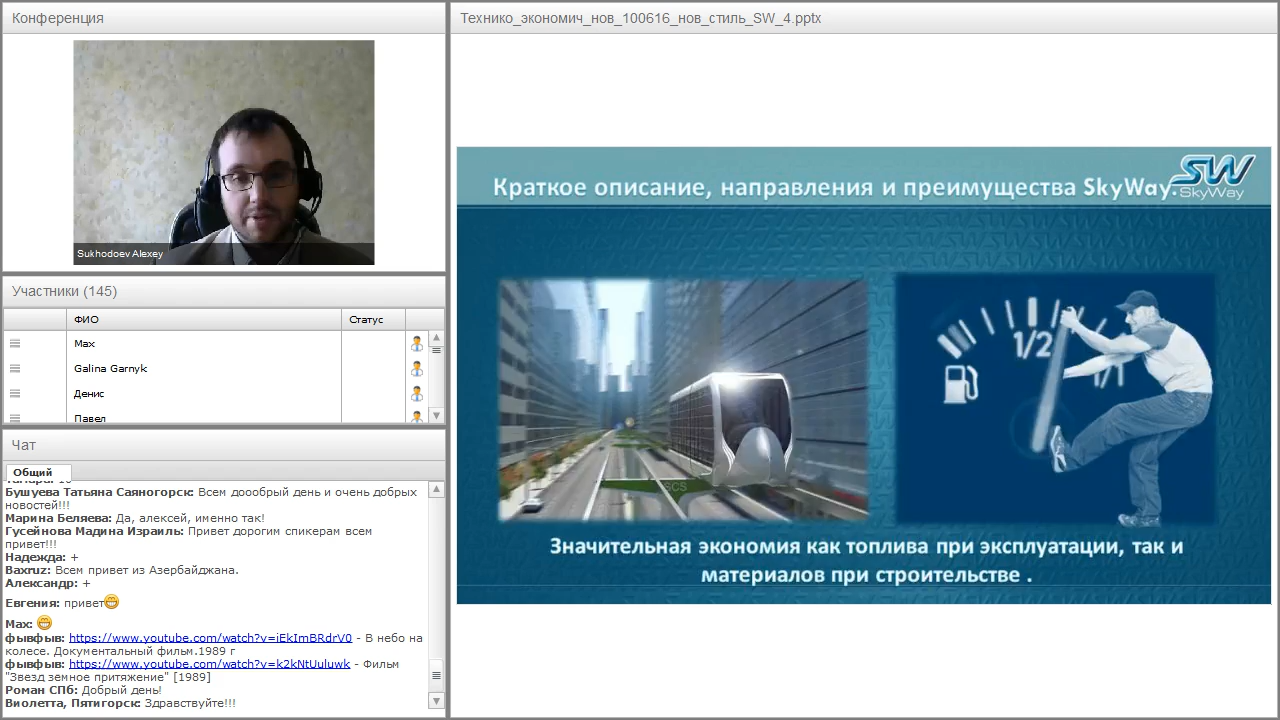 Конференция
Sukhodoev Alexey
Участники (145)
ФИО Статус
Max
Galina Garnyk
Денис
Павел
Чат
Общий
Бушуева Татьяна Саяногорск: Всем доообрый день и очень добрых
новостей!!!
Марина Беляева: Да, алексей, именно так!
Гусейнова Мадина Израиль: Привет дорогим спикерам всем
привет!!!
Надежда: +
Baxruz: Всем привет из Азербайджана.
Александр: +
Евгения: привет
Max:
фывфыв: https://www.youtube.com/watch?v=iEkImBRdrV0 - В небо на
колесе. Документальный фильм.1989 г
фывфыв: https://www.youtube.com/watch?v=k2kNtUuluwk - Фильм
"Звезд земное притяжение" [1989]
Роман СПб: Добрый день!
Виолетта, Пятигорск: Здравствуйте!!!
Технико_экономич_нов_100616_нов_стиль_SW_4.pptx
Краткое описание, направления и преимущества SkyWay.
SW
SkyWay
1/2
1/1
SCS
Значительная экономия как топлива при эксплуатации, так и
материалов при строительстве .